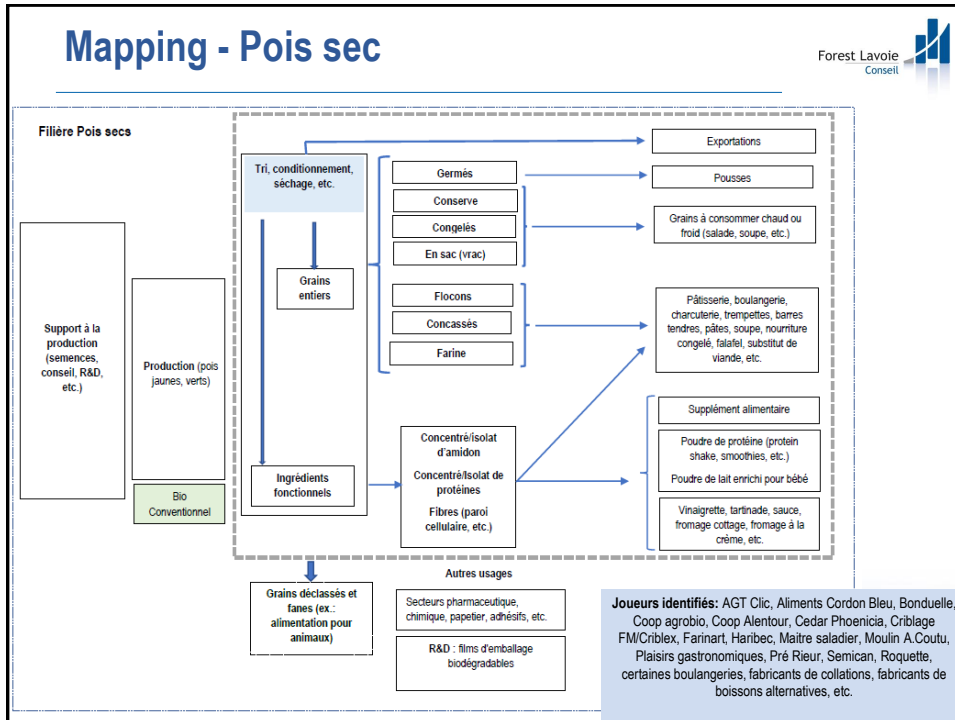 Mapping - Pois sec
Forest Lavoie
Conseil
Filière Pois secs
Support à la
production
(semences,
conseil, R&D,
etc.)
Production (pois
jaunes, verts)
Bio
Conventionnel
Tri, conditionnement,
séchage, etc.
Grains
entiers
Ingrédients
fonctionnels
Germés
Conserve
Congelés
En sac (vrac)
Flocons
Concassés
Farine
Concentré/isolat
d'amidon
Concentré/Isolat de
protéines
Fibres (paroi
cellulaire, etc.)
Exportations
Pousses
Grains à consommer chaud ou
froid (salade, soupe, etc.)
Pâtisserie, boulangerie,
charcuterie, trempettes, barres
tendres, pâtes, soupe, nourriture
congelé, falafel, substitut de
viande, etc.
Supplément alimentaire
Poudre de protéine (protein
shake, smoothies, etc.)
Poudre de lait enrichi pour bébé
Vinaigrette, tartinade, sauce,
fromage cottage, fromage à la
crème, etc.
Grains déclassés et
fanes (ex.:
alimentation pour
animaux)
Autres usages
Secteurs pharmaceutique,
chimique, papetier, adhésifs, etc.
R&D : films d'emballage
biodégradables
Joueurs identifiés: AGT Clic, Aliments Cordon Bleu, Bonduelle,
Coop agrobio, Coop Alentour, Cedar Phoenicia, Criblage
FM/Criblex, Farinart, Haribec, Maitre saladier, Moulin A.Coutu,
Plaisirs gastronomiques, Pré Rieur, Semican, Roquette,
certaines boulangeries, fabricants de collations, fabricants de
boissons alternatives, etc.